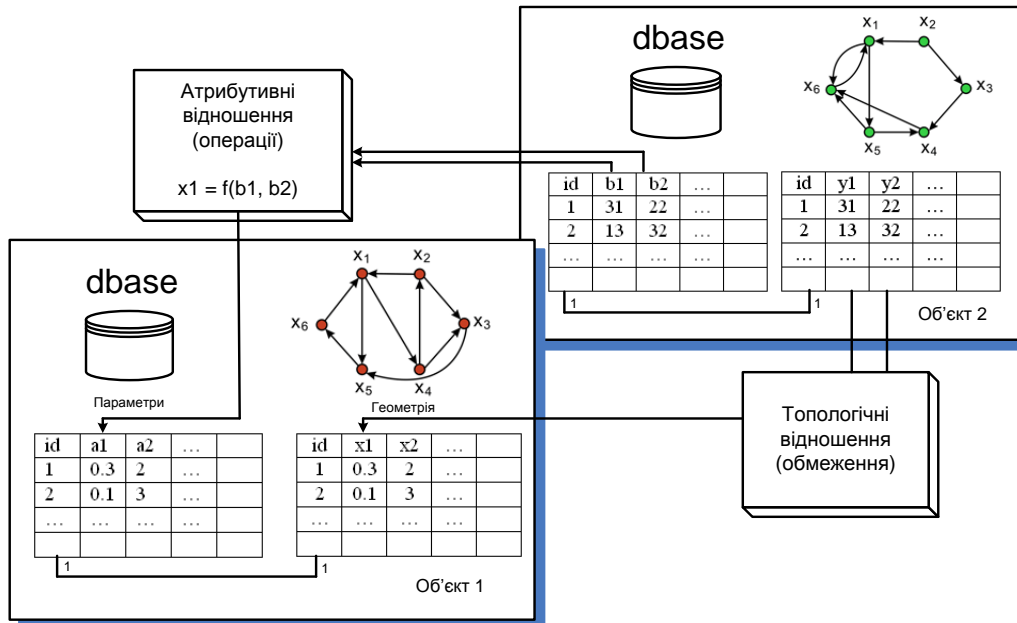 dbase
x1
x2
x3
x4
x5
x6
Атрибутивні
відношення
(операції)
x1 = f(b1, b2)
id b1 b2 …
1 31 22 …
2 13 32 …
… … … …
1
id y1 y2 …
1 31 22 …
2 13 32 …
… … … …
1
Об’єкт 2
dbase
x1
x2
x3
x4
x5
x6
Параметри
Геометрія
id a1 a2 …
1 0.3 2 …
2 0.1 3 …
… … … …
1
id x1 x2 …
1 0.3 2 …
2 0.1 3 …
… … … …
1
Об’єкт 1
Топологічні
відношення
(обмеження)